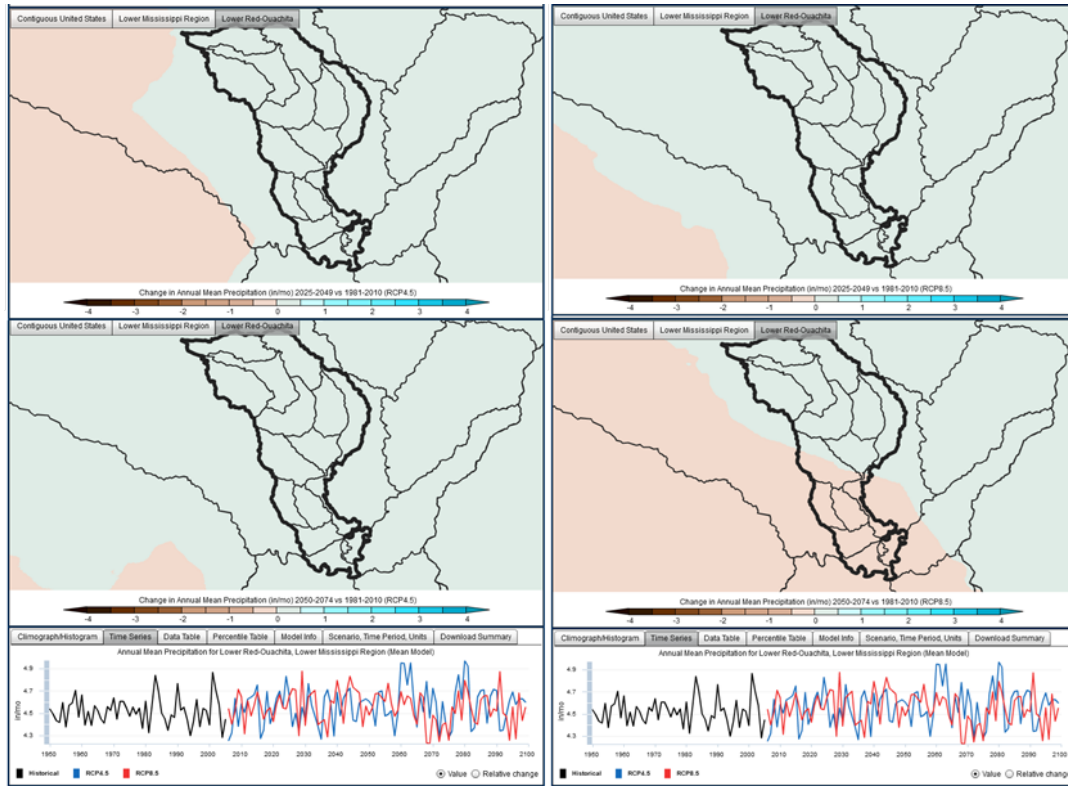 Contiguous United States Lower Mississippi Region Lower Red-Ouachita
Change in Annual Mean Precipitation (in/mo) 2025-2049 vs 1981-2010 (RCP4.5)
-4 -3 -2 -1 0 1 2 3 4
Contiguous United States Lower Mississippi Region Lower Red-Ouachita
Change in Annual Mean Precipitation (in/mo) 2025-2049 vs 1981-2010 (RCP8.5)
-4 -3 -2 -1 0 1 2 3 4
Contiguous United States Lower Mississippi Region Lower Red-Ouachita
Change in Annual Mean Precipitation (in/mo) 2050-2074 vs 1981-2010 (RCP4.5)
-4 -3 -2 -1 0 1 2 3 4
Contiguous United States Lower Mississippi Region Lower Red-Ouachita
Change in Annual Mean Precipitation (in/mo) 2050-2074 vs 1981-2010 (RCP8.5)
-4 -3 -2 -1 0 1 2 3 4
Climograph/Histogram Time Series Data Table Percentile Table Model Info Scenario, Time Period, Units Download Summary
Annual Mean Precipitation for Lower Red-Ouachita, Lower Mississippi Region (Mean Model)
4.9
4.7
in/mo
4.5
4.3
1950 1960 1970 1980 1990 2000 2010 2020 2030 2040 2050 2060 2070 2080 2090 2100
Historical RCP4.5 RCP8.5 Value Relative change
Climograph/Histogram Time Series Data Table Percentile Table Model Info Scenario, Time Period, Units Download Summary
Annual Mean Precipitation for Lower Red-Ouachita, Lower Mississippi Region (Mean Model)
4.9
4.7
in/mo
4.5
4.3
1950 1960 1970 1980 1990 2000 2010 2020 2030 2040 2050 2060 2070 2080 2090 2100
Historical RCP4.5 RCP8.5 Value Relative change